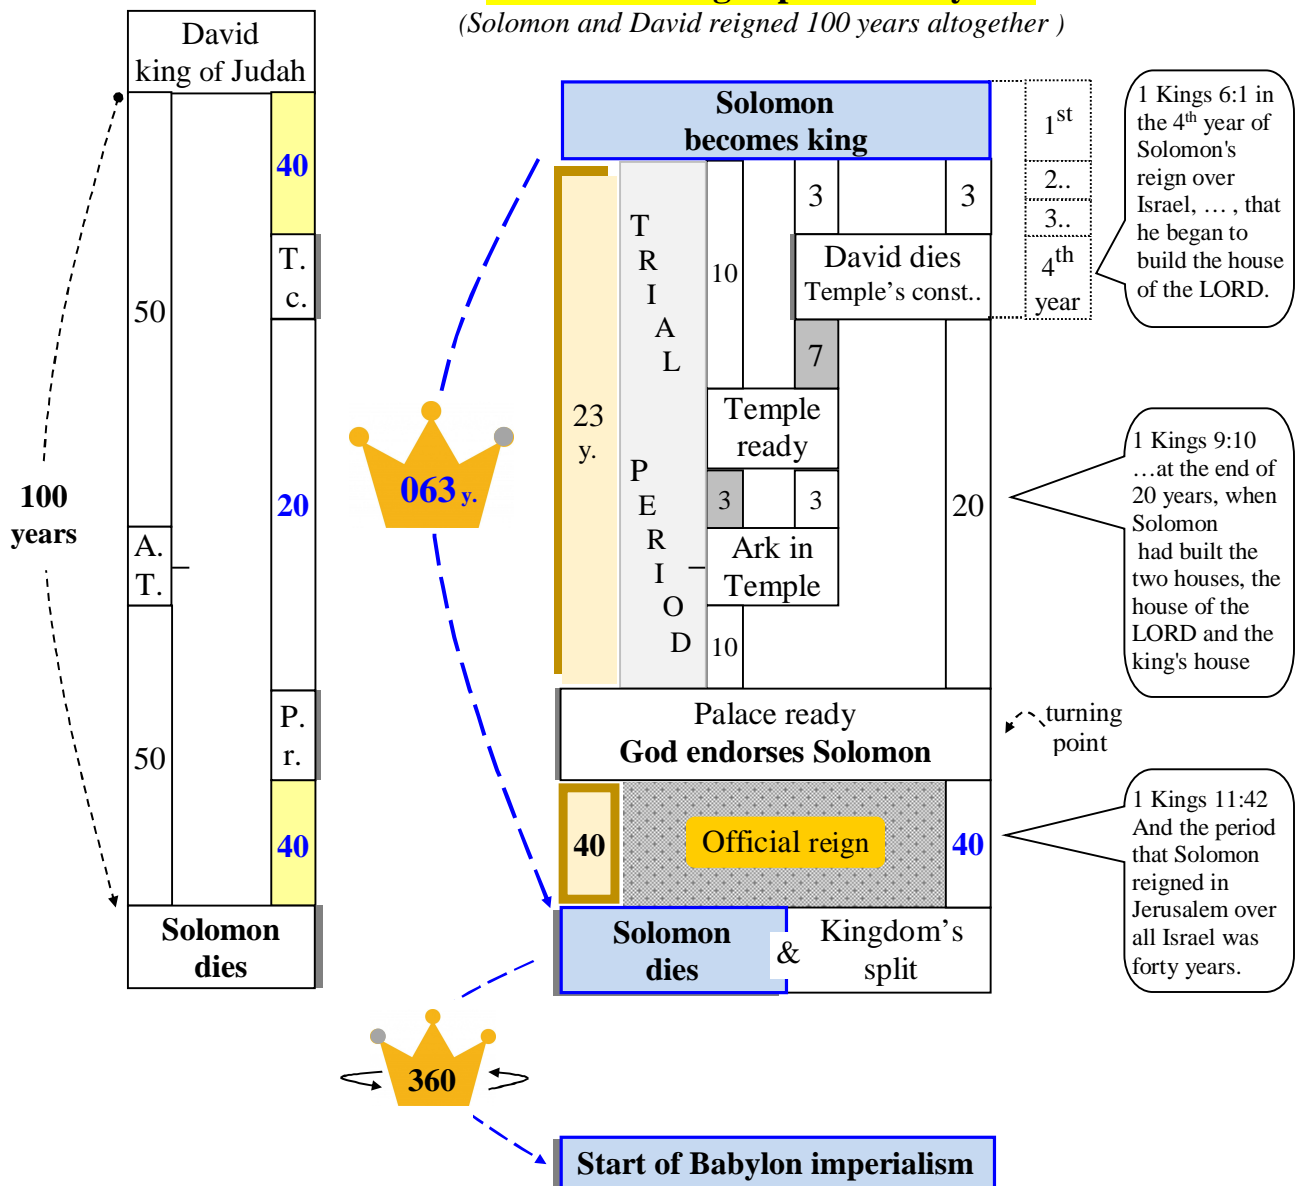 (Solomon and David reigned 100 years altogether )
David
king of Judah
40
T.
c.
50
20
100
years
A.
T.
50
P.
r.
40
Solomon
dies
063 y.
Solomon
becomes king
1st
2..
3..
4th
year
1 Kings 6:1 in
the 4th year of
Solomon's
reign over
Israel, … , that
he began to
build the house
of the LORD.
TRIAL
PERIOD
23
y.
10
3
3
David dies
Temple’s const..
7
Temple
ready
3
3
20
Ark in
Temple
10
1 Kings 9:10
…at the end of
20 years, when
Solomon
had built the
two houses, the
house of the
LORD and the
king's house
Palace ready
God endorses Solomon
turning
point
40
Official reign
40
1 Kings 11:42
And the period
that Solomon
reigned in
Jerusalem over
all Israel was
forty years.
Solomon
dies
&
Kingdom’s
split
360
Start of Babylon imperialism